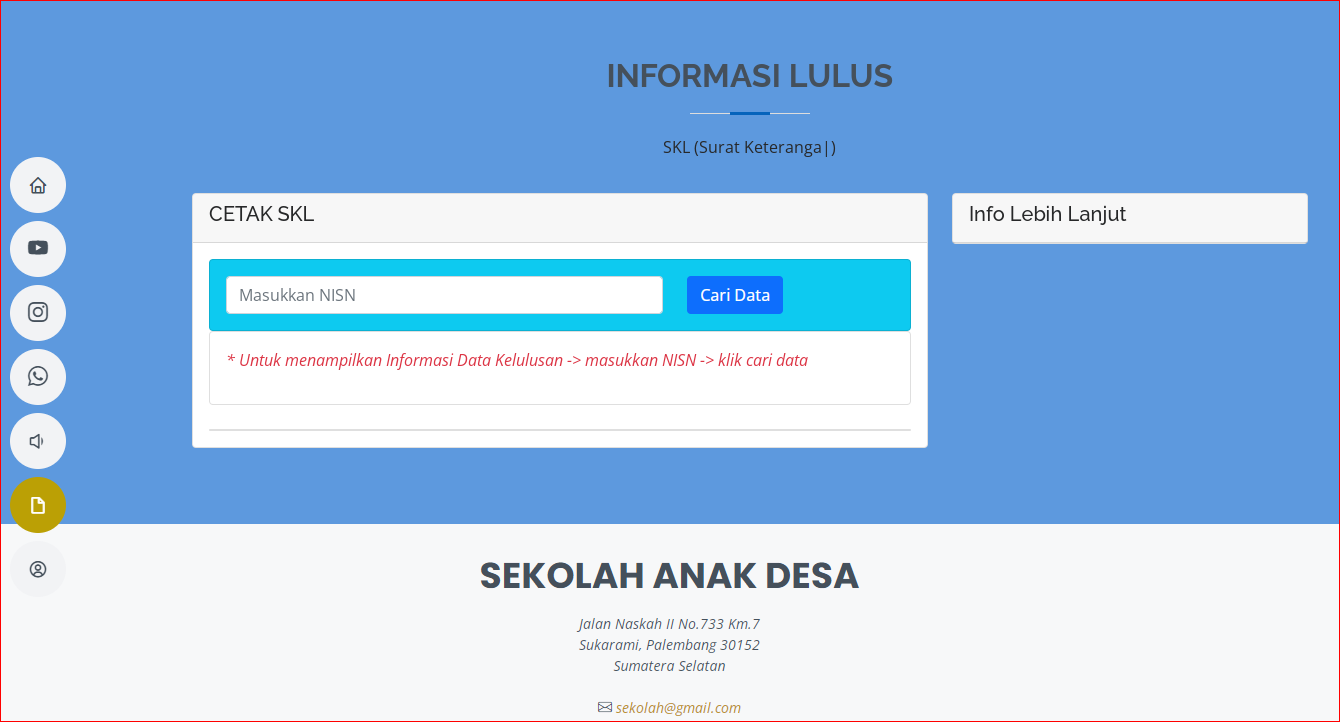 INFORMASI LULUS
SKL (Surat Keteranga|)
CETAK SKL
Info Lebih Lanjut
Masukkan NISN
Cari Data
* Untuk menampilkan Informasi Data Kelulusan -> masukkan NISN -> klik cari data
SEKOLAH ANAK DESA
Jalan Naskah II No.733 Km.7
Sukarami, Palembang 30152
Sumatera Selatan
sekolah@gmail.com